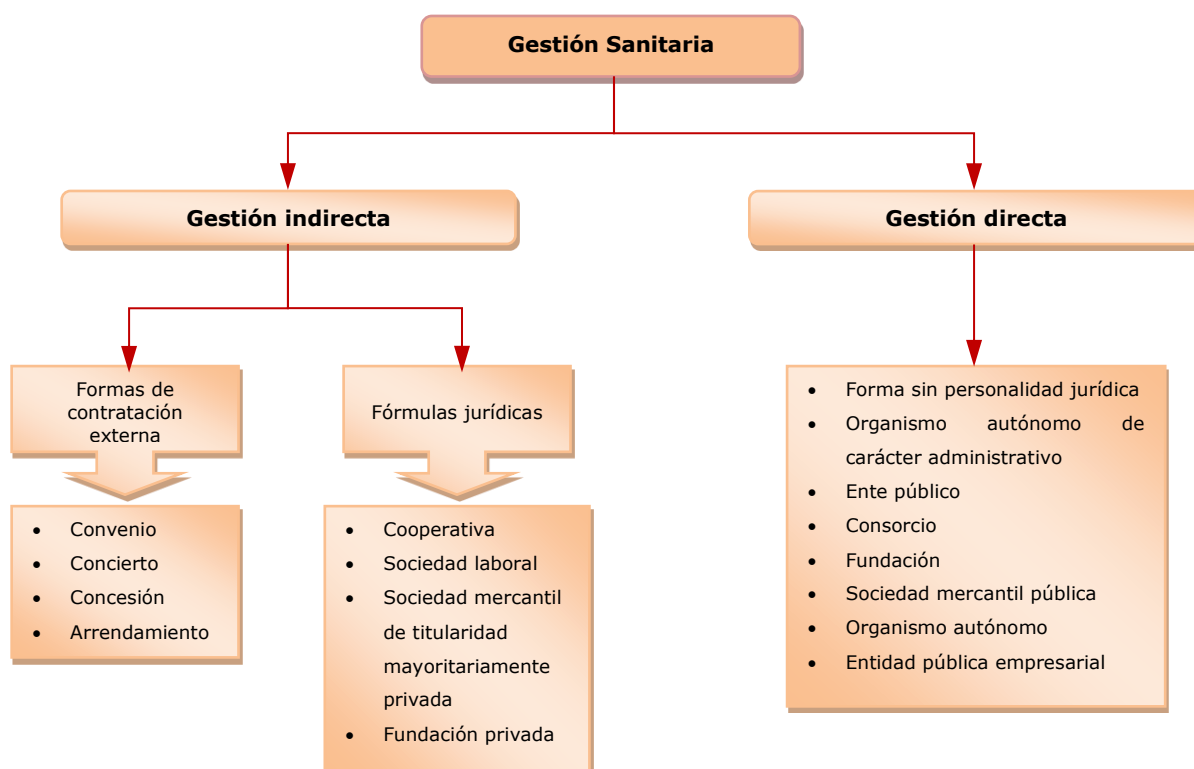 Gestión Sanitaria
Gestión indirecta
Gestión directa
Formas de
contratación
externa
Fórmulas jurídicas
• Convenio
• Concierto
• Concesión
• Arrendamiento
• Cooperativa
• Sociedad laboral
• Sociedad mercantil
de titularidad
mayoritariamente
privada
• Fundación privada
• Forma sin personalidad jurídica
• Organismo autónomo de
carácter administrativo
• Ente público
• Consorcio
• Fundación
• Sociedad mercantil pública
• Organismo autónomo
• Entidad pública empresarial